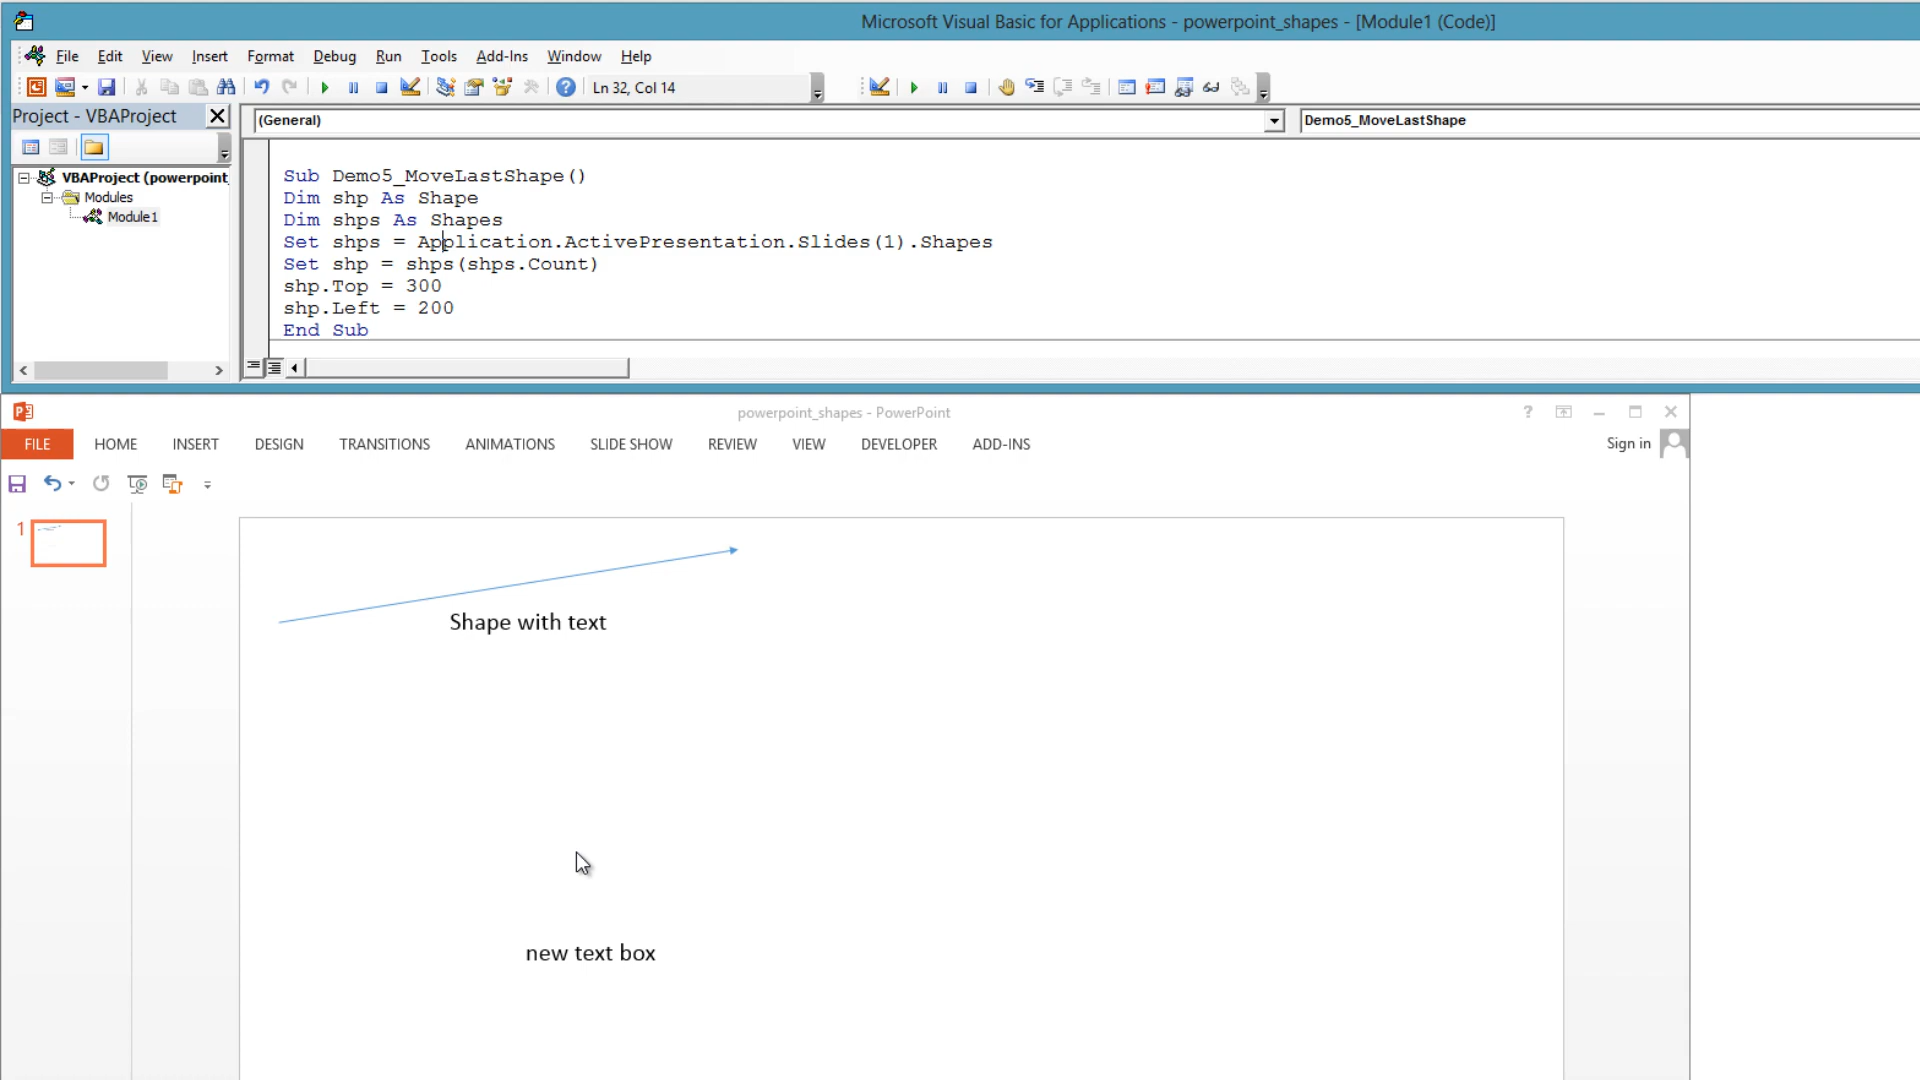 Microsoft Visual Basic for Applications - powerpoint_shapes - [Module1 (Code)]
File Edit View Insert Format Debug Run Tools Add-Ins Window Help
Ln 32, Col 14
Project - VBAProject
(General)
Demo5_MoveLastShape
VBAProject (powerpoint_
Modules
Module1
Sub Demo5_MoveLastShape()
Dim shp As Shape
Dim shps As Shapes
Set shps = Application.ActivePresentation.Slides(1).Shapes
Set shp = shps(shps.Count)
shp.Top = 300
shp.Left = 200
End Sub
powerpoint_shapes - PowerPoint
FILE HOME INSERT DESIGN TRANSITIONS ANIMATIONS SLIDE SHOW REVIEW VIEW DEVELOPER ADD-INS
Sign in
1
Shape with text
new text box